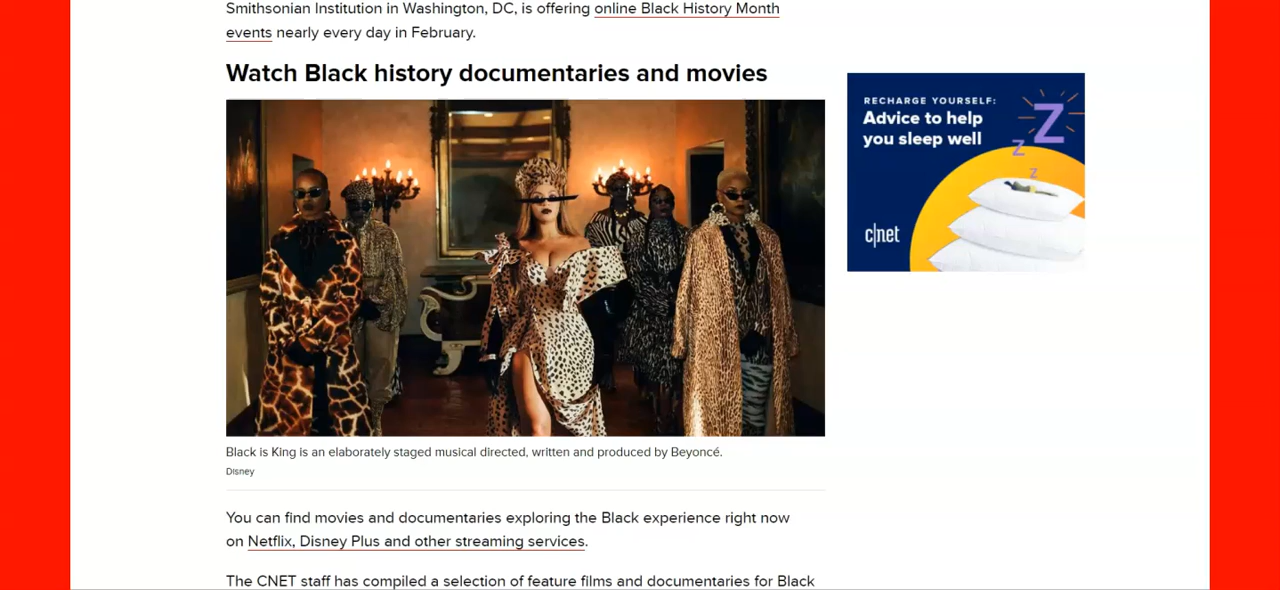 Smithsonian Institution in Washington, DC, is offering online Black History Month
events nearly every day in February.
Watch Black history documentaries and movies
RECHARGE YOURSELF:
Advice to help
you sleep well
Z
Z
Z
c|net
Black is King is an elaborately staged musical directed, written and produced by Beyoncé.
Disney
You can find movies and documentaries exploring the Black experience right now
on Netflix, Disney Plus and other streaming services.
The CNET staff has compiled a selection of feature films and documentaries for Black